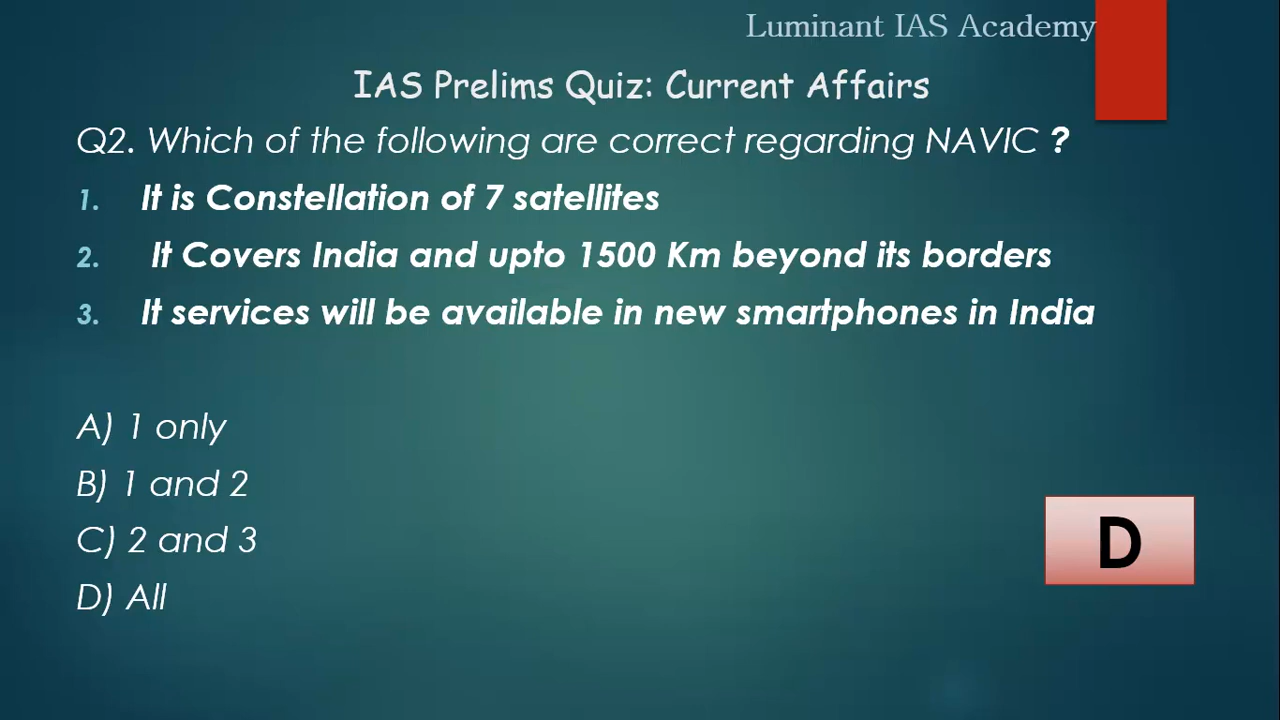 Luminant IAS Academy
IAS Prelims Quiz: Current Affairs
Q2. Which of the following are correct regarding NAVIC ?
1. It is Constellation of 7 satellites
2. It Covers India and upto 1500 Km beyond its borders
3. It services will be available in new smartphones in India
A) 1 only
B) 1 and 2
C) 2 and 3
D) All
D